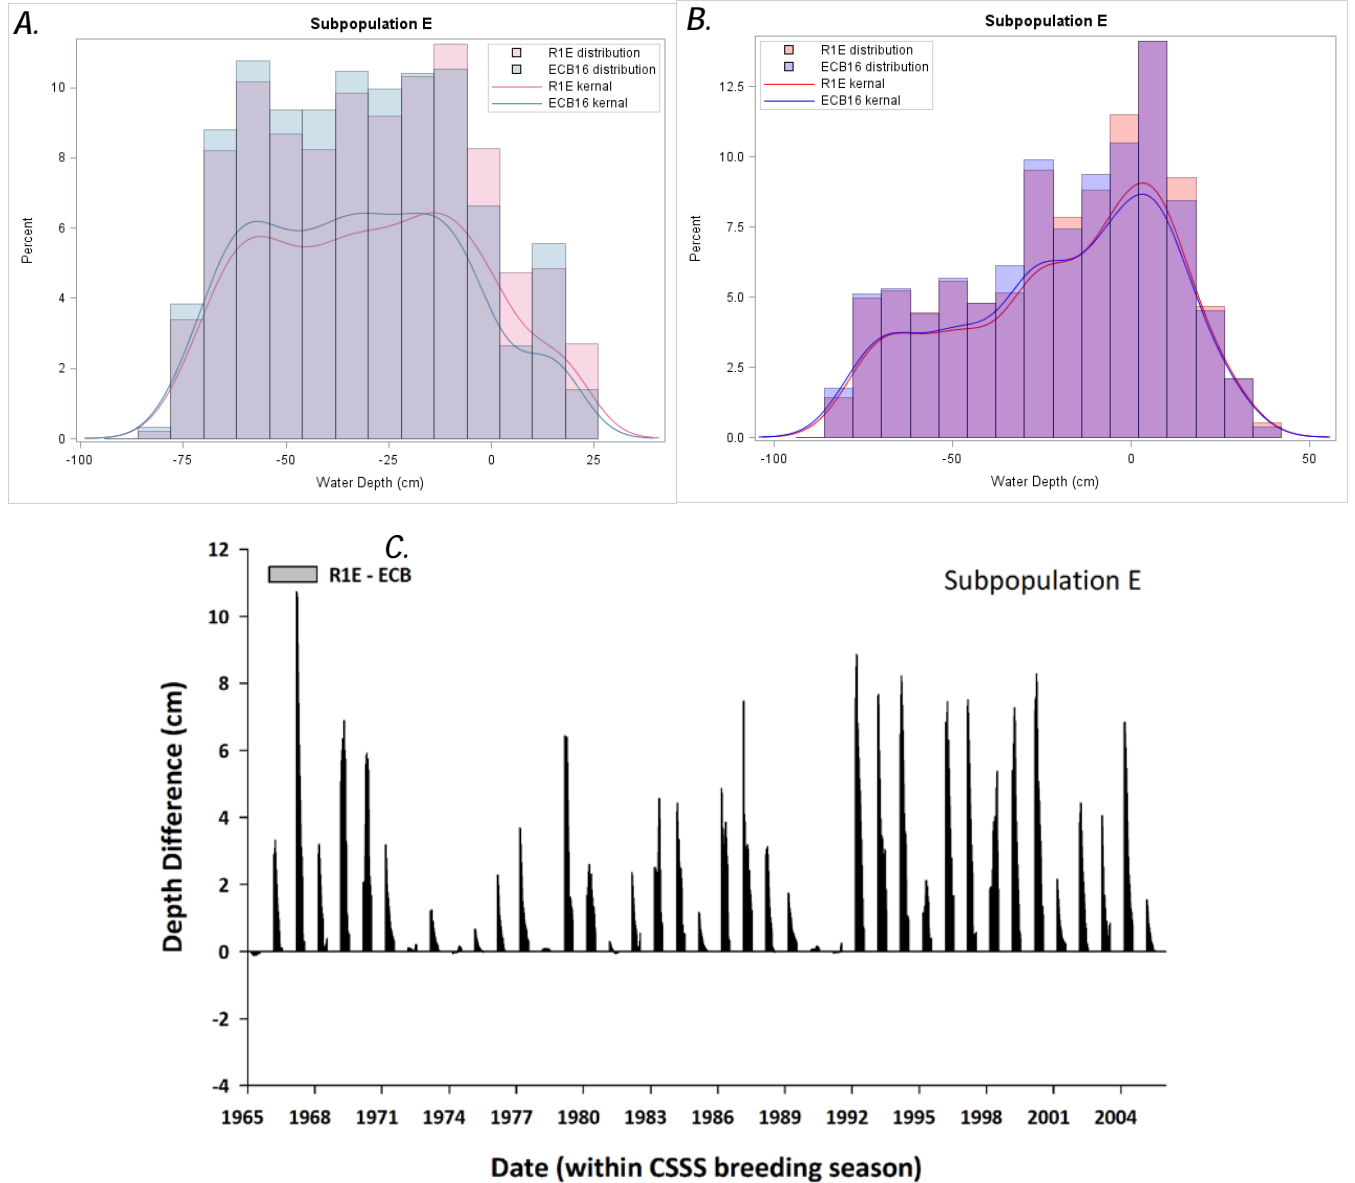 A.
Subpopulation E
R1E distribution
ECB16 distribution
R1E kernal
ECB16 kernal
10
8
6
4
2
0
Percent
-100 -75 -50 -25 0 25
Water Depth (cm)
B.
Subpopulation E
R1E distribution
ECB16 distribution
R1E kernal
ECB16 kernal
12.5
10.0
7.5
5.0
2.5
0.0
Percent
-100 -50 0 50
Water Depth (cm)
C.
R1E - ECB
Subpopulation E
12
10
8
6
4
2
0
-2
-4
Depth Difference (cm)
1965 1968 1971 1974 1977 1980 1983 1986 1989 1992 1995 1998 2001 2004
Date (within CSSS breeding season)